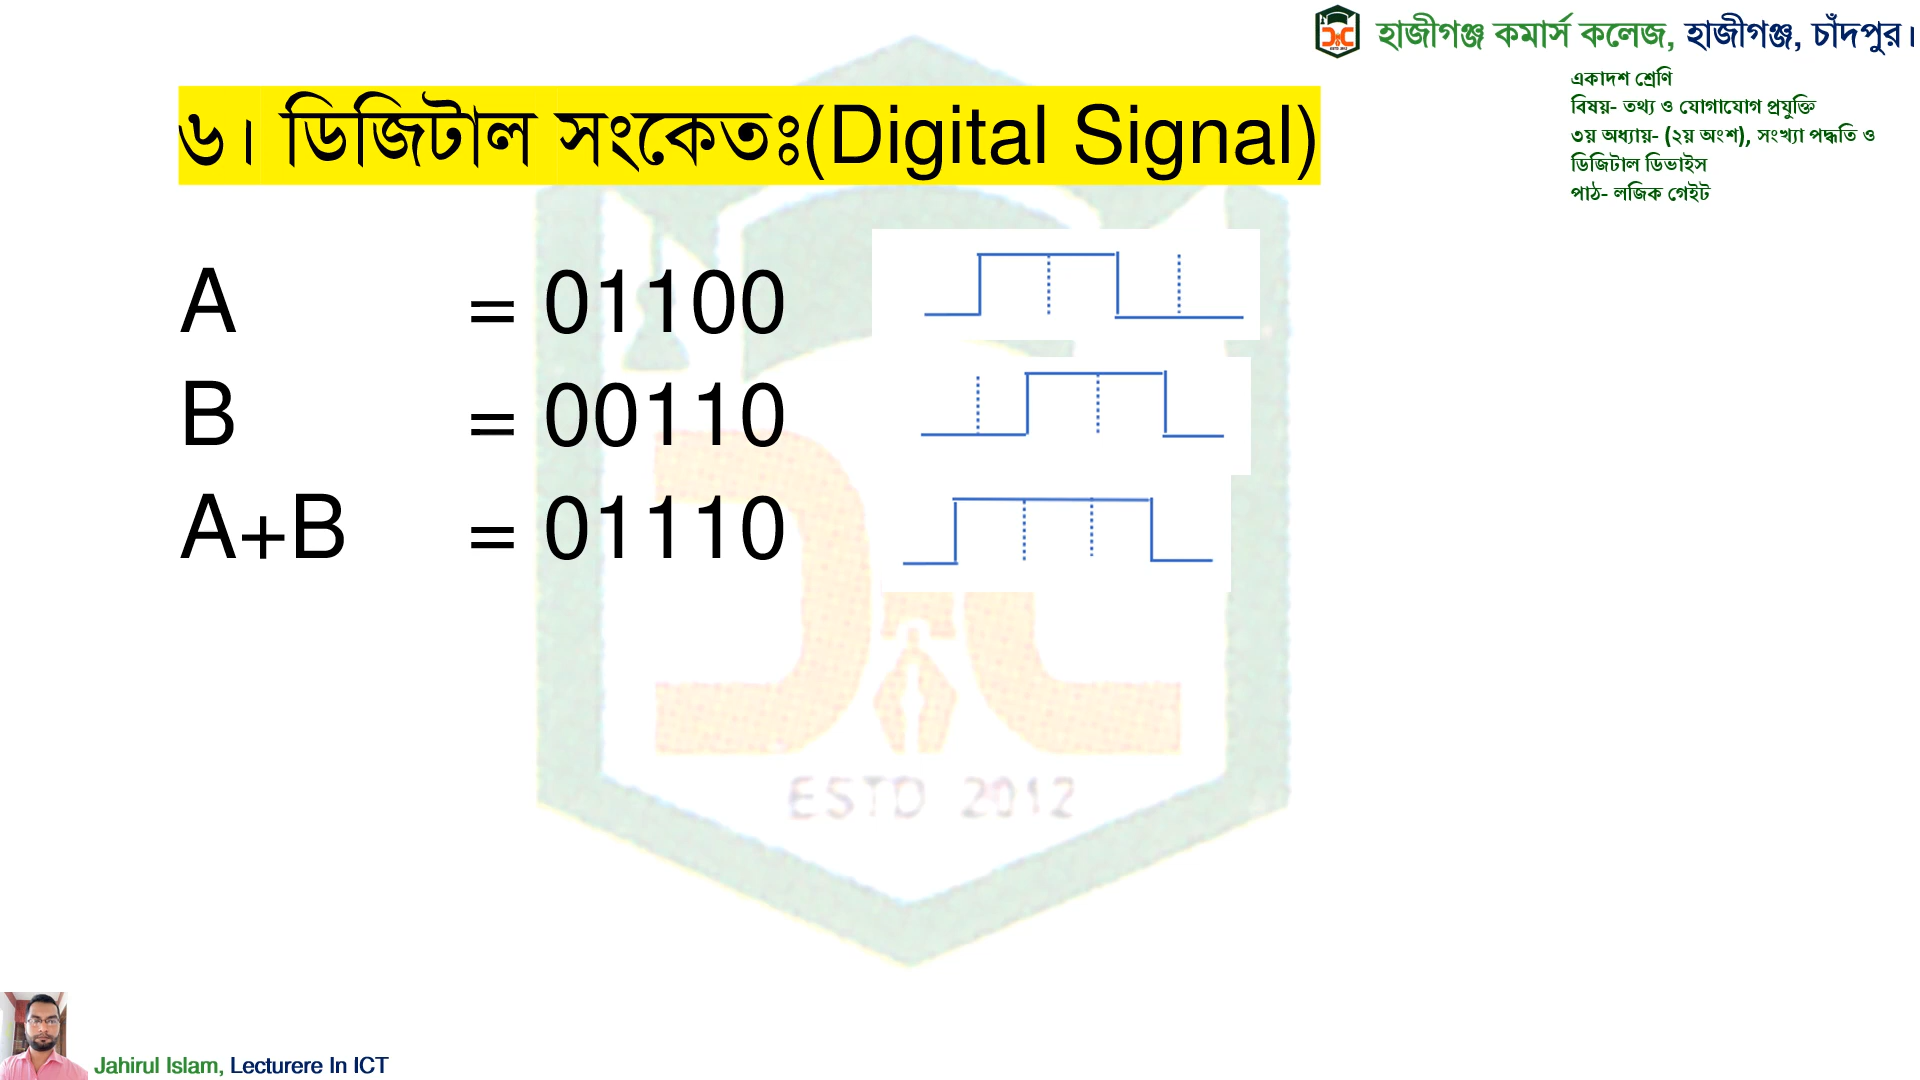 হাজীগঞ্জ কমার্স কলেজ, হাজীগঞ্জ, চাঁদপুর।
একাদশ শ্রেণি
বিষয়- তথ্য ও যোগাযোগ প্রযুক্তি
৩য় অধ্যায়- (২য় অংশ), সংখ্যা পদ্ধতি ও
ডিজিটাল ডিভাইস
পাঠ- লজিক গেইট
৬। ডিজিটাল সংকেতঃ(Digital Signal)
A = 01100
B = 00110
A+B = 01110
ESTD 2012
Jahirul Islam, Lecturere In ICT